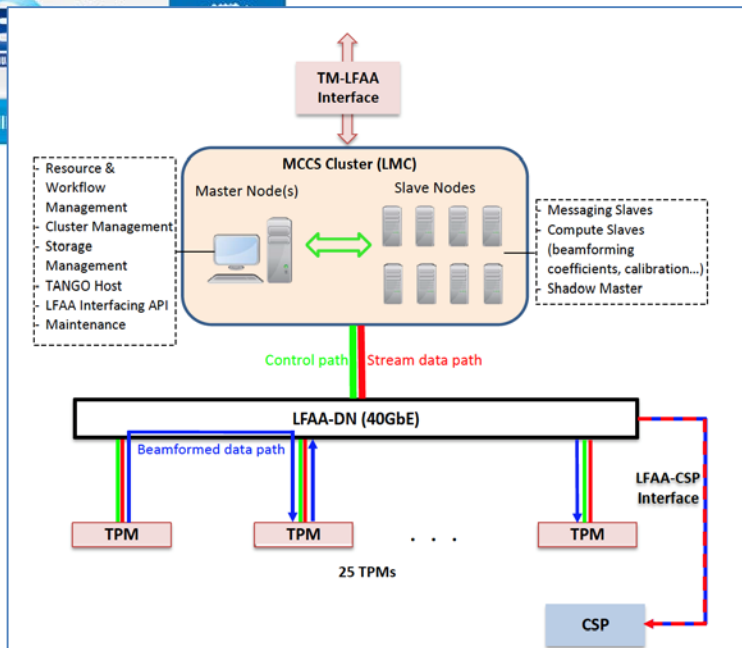 TM-LFAA
Interface
MCCS Cluster (LMC)
Master Node(s)
Slave Nodes
- Resource &
Workflow
Management
- Cluster Management
- Storage
Management
- TANGO Host
- LFAA Interfacing API
- Maintenance
- Messaging Slaves
- Compute Slaves
(beamforming
coefficients, calibration...)
- Shadow Master
Control path
Stream data path
LFAA-DN (40GbE)
Beamformed data path
LFAA-CSP
Interface
TPM
TPM
. . .
TPM
25 TPMs
CSP